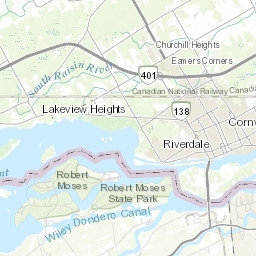 Churchill Heights
Eamers Corners
South Raisin River
401
Canadian National Railway
Canad
Lakeview Heights
138
Cornw
Riverdale
Robert
Moses
Robert Moses
State Park
Wiley Dondero Canal